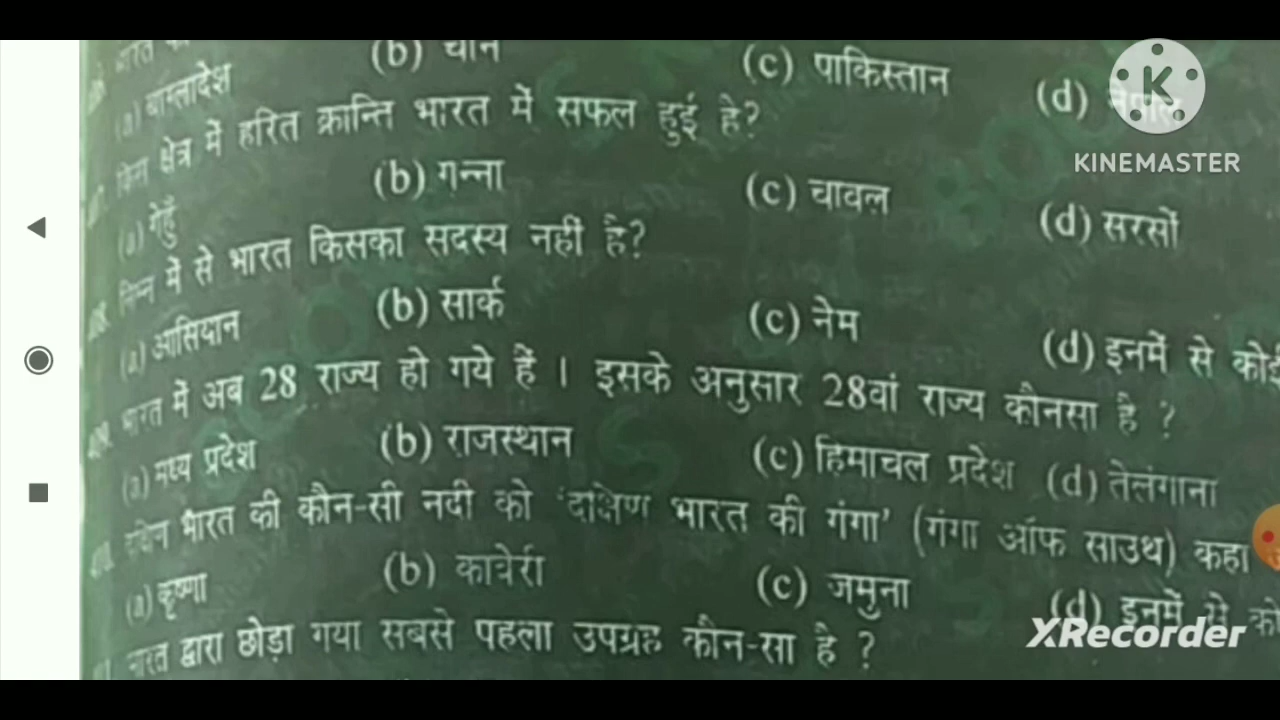 (b) चीन
(c) पाकिस्तान
(d)
(a) बांग्लादेश
क्षेत्र में हरित क्रान्ति भारत में सफल हुई है?
(a) गेहूँ
(b) गन्ना
(c) चावल
(d) सरसों
निम्न में से भारत किसका सदस्य नहीं है?
(a) आसियान
(b) सार्क
(c) नेम
(d) इनमें से कोई
भारत में अब 28 राज्य हो गये हैं । इसके अनुसार 28वां राज्य कौनसा है ?
(a) मध्य प्रदेश
(b) राजस्थान
(c) हिमाचल प्रदेश
(d) तेलंगाना
भारत की कौन-सी नदी को 'दक्षिण भारत की गंगा' (गंगा ऑफ साउथ) कहा
(a) कृष्णा
(b) कावेरी
(c) जमुना
(d) इनमें से को
भारत द्वारा छोड़ा गया सबसे पहला उपग्रह कौन-सा है ?
K
KINEMASTER
XRecorder